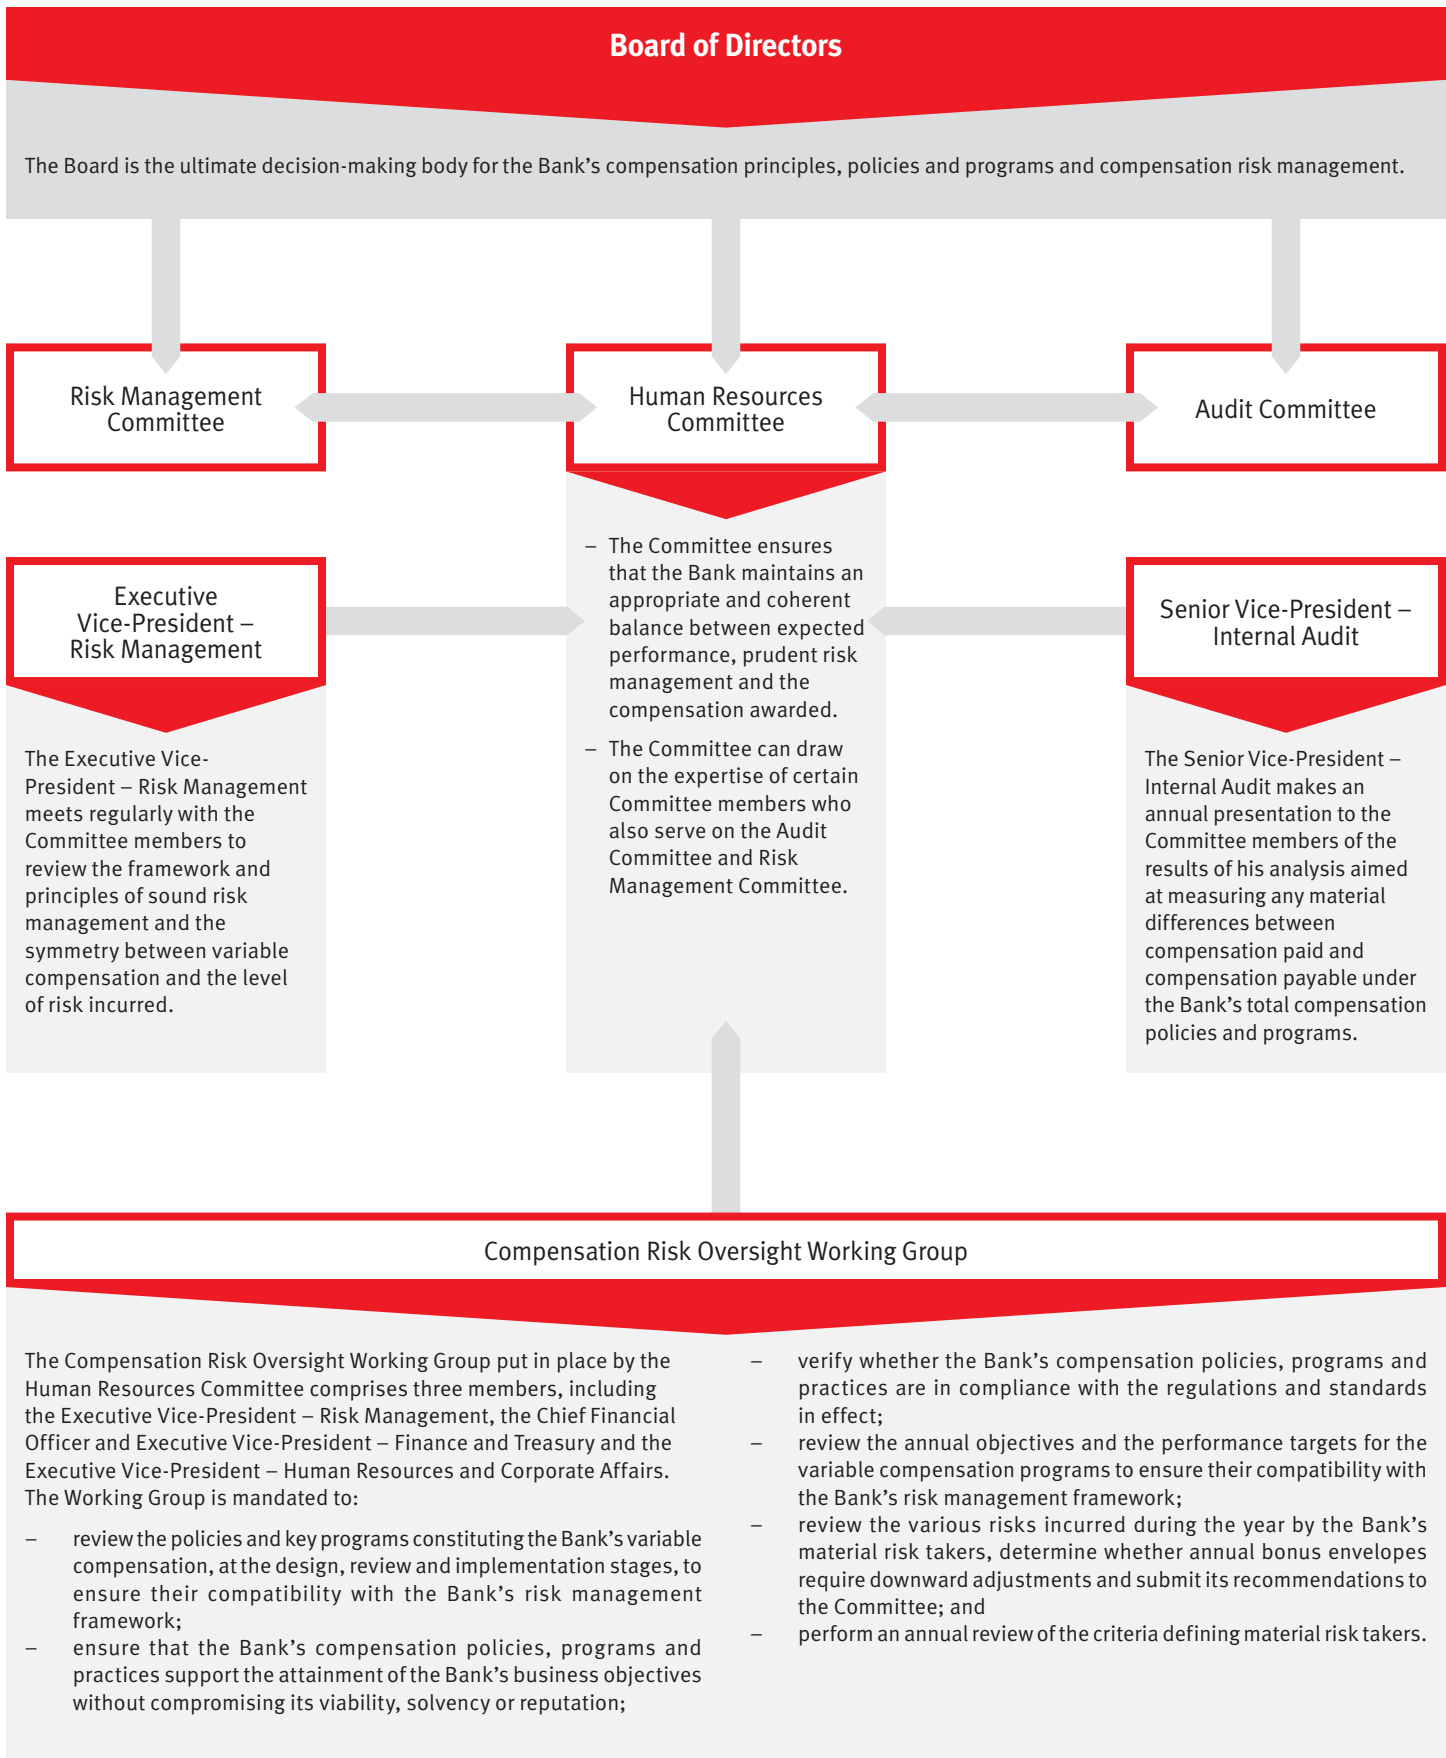 Board of Directors
The Board is the ultimate decision-making body for the Bank’s compensation principles, policies and programs and compensation risk management.
Risk Management
Committee
Human Resources
Committee
Audit Committee
– The Committee ensures
that the Bank maintains an
appropriate and coherent
balance between expected
performance, prudent risk
management and the
compensation awarded.
– The Committee can draw
on the expertise of certain
Committee members who
also serve on the Audit
Committee and Risk
Management Committee.
Executive
Vice-President –
Risk Management
The Executive Vice-
President – Risk Management
meets regularly with the
Committee members to
review the framework and
principles of sound risk
management and the
symmetry between variable
compensation and the level
of risk incurred.
Senior Vice-President –
Internal Audit
The Senior Vice-President –
Internal Audit makes an
annual presentation to the
Committee members of the
results of his analysis aimed
at measuring any material
differences between
compensation paid and
compensation payable under
the Bank’s total compensation
policies and programs.
Compensation Risk Oversight Working Group
The Compensation Risk Oversight Working Group put in place by the
Human Resources Committee comprises three members, including
the Executive Vice-President – Risk Management, the Chief Financial
Officer and Executive Vice-President – Finance and Treasury and the
Executive Vice-President – Human Resources and Corporate Affairs.
The Working Group is mandated to:
– review the policies and key programs constituting the Bank’s variable
compensation, at the design, review and implementation stages, to
ensure their compatibility with the Bank’s risk management
framework;
– ensure that the Bank’s compensation policies, programs and
practices support the attainment of the Bank’s business objectives
without compromising its viability, solvency or reputation;
– verify whether the Bank’s compensation policies, programs and
practices are in compliance with the regulations and standards
in effect;
– review the annual objectives and the performance targets for the
variable compensation programs to ensure their compatibility with
the Bank’s risk management framework;
– review the various risks incurred during the year by the Bank’s
material risk takers, determine whether annual bonus envelopes
require downward adjustments and submit its recommendations to
the Committee; and
– perform an annual review of the criteria defining material risk takers.